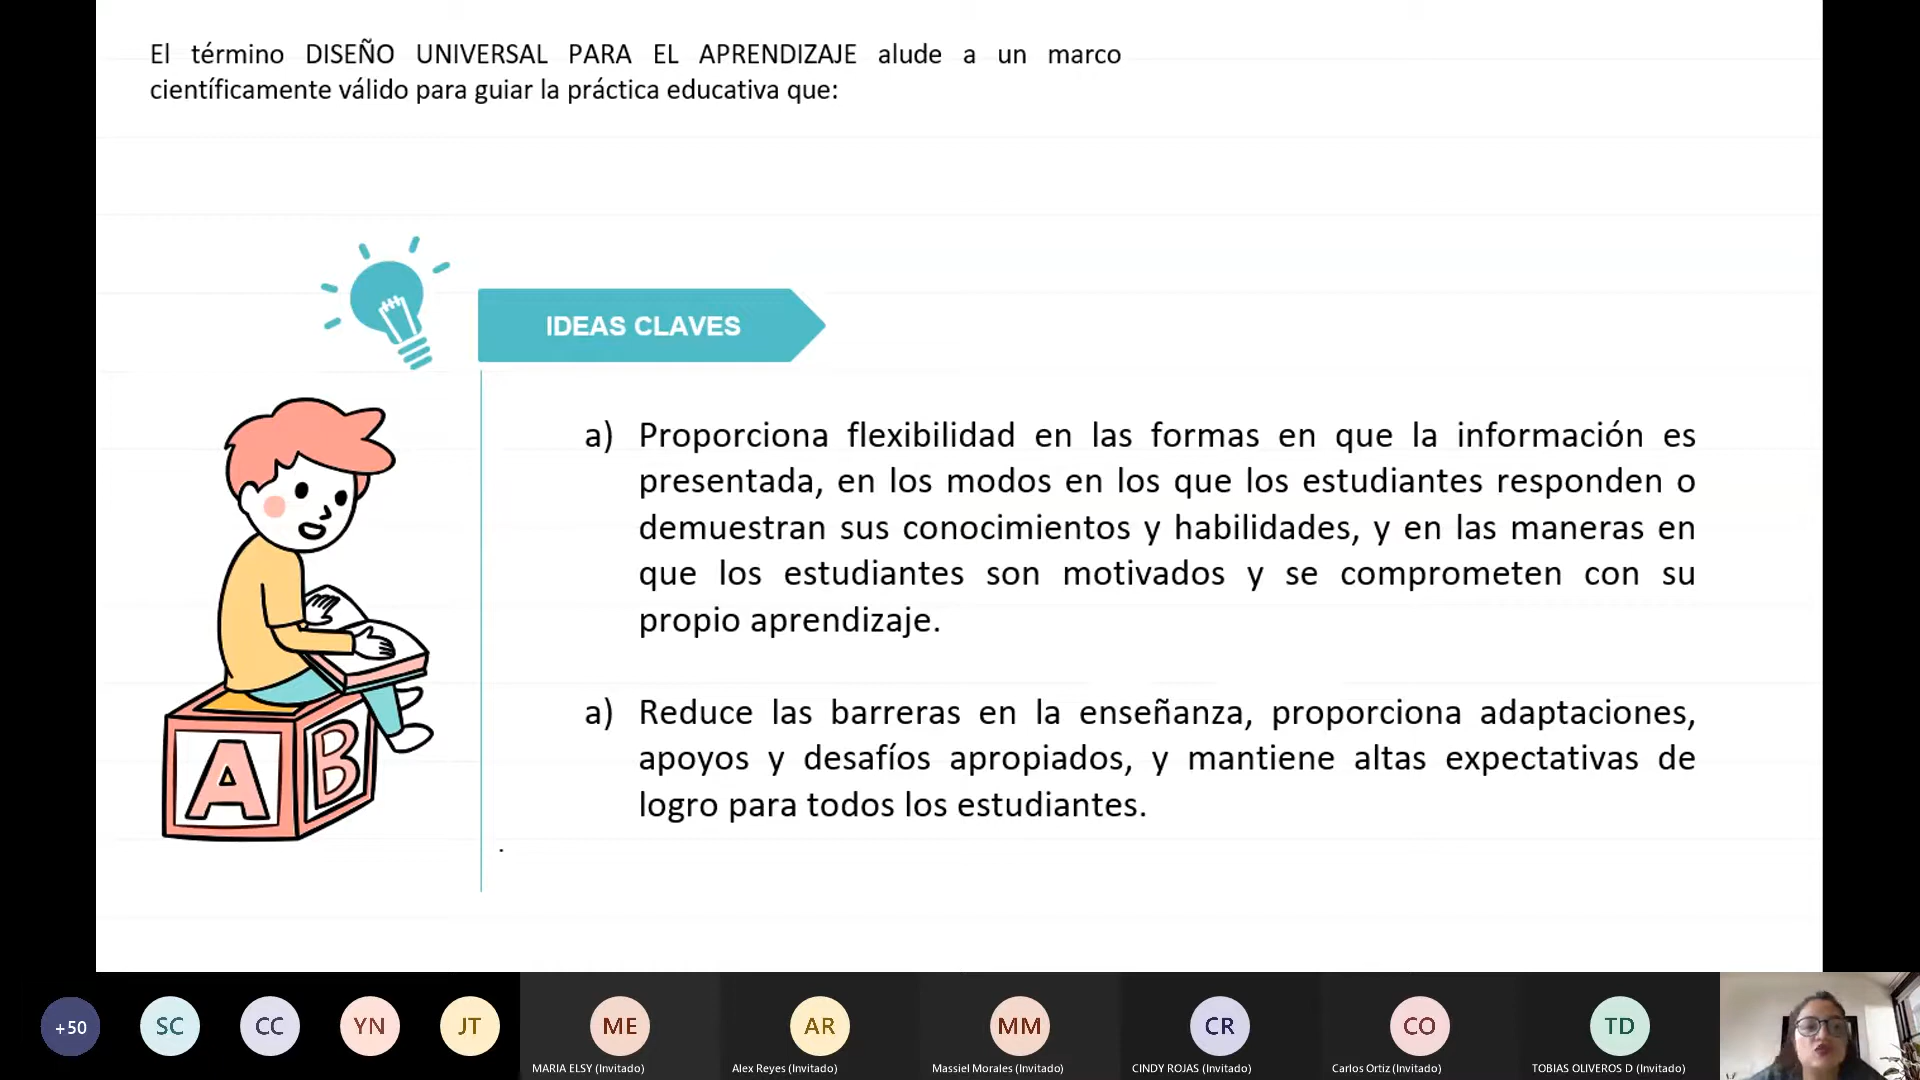 El término DISEÑO UNIVERSAL PARA EL APRENDIZAJE alude a un marco
científicamente válido para guiar la práctica educativa que:
IDEAS CLAVES
a) Proporciona flexibilidad en las formas en que la información es
presentada, en los modos en los que los estudiantes responden o
demuestran sus conocimientos y habilidades, y en las maneras en
que los estudiantes son motivados y se comprometen con su
propio aprendizaje.
a) Reduce las barreras en la enseñanza, proporciona adaptaciones,
apoyos y desafíos apropiados, y mantiene altas expectativas de
logro para todos los estudiantes.
.
A B
+50 SC CC YN JT ME AR MM CR CO TD
MARIA ELSY (Invitado) Alex Reyes (Invitado) Massiel Morales (Invitado) CINDY ROJAS (Invitado) Carlos Ortiz (Invitado) TOBIAS OLIVEROS D (Invitado)